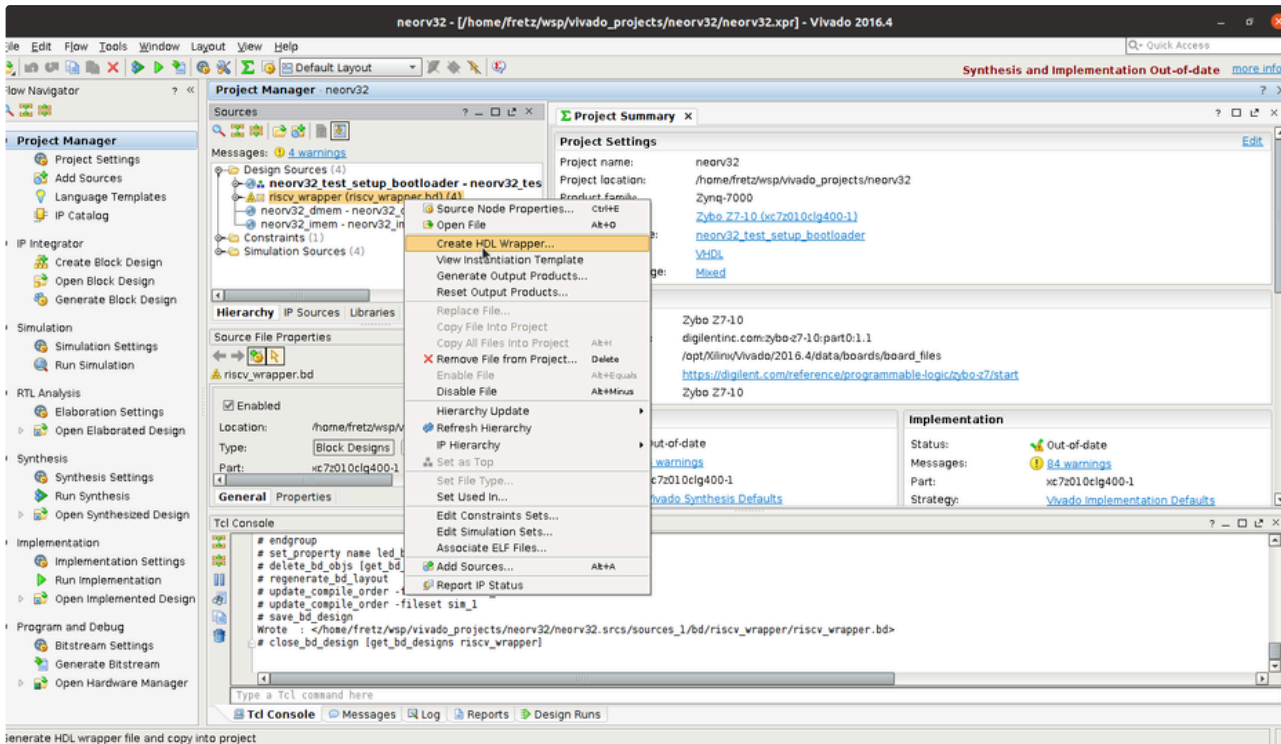 neorv32 - [/home/fretz/wsp/vivado_projects/neorv32/neorv32.xpr] - Vivado 2016.4
File Edit Flow Tools Window Layout View Help
Q- Quick Access
Default Layout
Synthesis and Implementation Out-of-date more info
Flow Navigator
Project Manager
Project Settings
Add Sources
Language Templates
IP Catalog
IP Integrator
Create Block Design
Open Block Design
Generate Block Design
Simulation
Simulation Settings
Run Simulation
RTL Analysis
Elaboration Settings
Open Elaborated Design
Synthesis
Synthesis Settings
Run Synthesis
Open Synthesized Design
Implementation
Implementation Settings
Run Implementation
Open Implemented Design
Program and Debug
Bitstream Settings
Generate Bitstream
Open Hardware Manager
Project Manager - neorv32
Sources
Messages: 4 warnings
Design Sources (4)
neorv32_test_setup_bootloader - neorv32_tes
riscv_wrapper (riscv_wrapper.bd) (4)
neorv32_dmem - neorv32_
neorv32_imem - neorv32_in
Constraints (1)
Simulation Sources (4)
Hierarchy IP Sources Libraries
Source File Properties
riscv_wrapper.bd
Enabled
Location: /home/fretz/wsp/v
Type: Block Designs
Part: xc7z010clg400-1
General Properties
Source Node Properties... Ctrl+E
Open File Alt+O
Create HDL Wrapper...
View Instantiation Template
Generate Output Products...
Reset Output Products...
Replace File...
Copy File Into Project
Copy All Files Into Project Alt+I
Remove File from Project... Delete
Enable File Alt+Equals
Disable File Alt+Minus
Hierarchy Update
Refresh Hierarchy
IP Hierarchy
Set as Top
Set File Type...
Set Used In...
Edit Constraints Sets...
Edit Simulation Sets...
Associate ELF Files...
Add Sources... Alt+A
Report IP Status
Project Summary
Project Settings Edit
Project name: neorv32
Project location: /home/fretz/wsp/vivado_projects/neorv32
Product family: Zynq-7000
Zybo Z7-10 (xc7z010clg400-1)
neorv32_test_setup_bootloader
VHDL
ge: Mixed
Zybo Z7-10
digilentinc.com:zybo-z7-10:part0:1.1
/opt/Xilinx/Vivado/2016.4/data/boards/board_files
https://digilent.com/reference/programmable-logic/zybo-z7/start
Zybo Z7-10
ut-of-date
warnings
c7z010clg400-1
ivado Synthesis Defaults
Implementation
Status: Out-of-date
Messages: 84 warnings
Part: xc7z010clg400-1
Strategy: Vivado Implementation Defaults
Tcl Console
# endgroup
# set_property name led_
# delete_bd_objs [get_bd_
# regenerate_bd_layout
# update_compile_order -f
# update_compile_order -fileset sim_1
# save_bd_design
Wrote : </home/fretz/wsp/vivado_projects/neorv32/neorv32.srcs/sources_1/bd/riscv_wrapper/riscv_wrapper.bd>
# close_bd_design [get_bd_designs riscv_wrapper]
Type a Tcl command here
Tcl Console Messages Log Reports Design Runs
Generate HDL wrapper file and copy into project